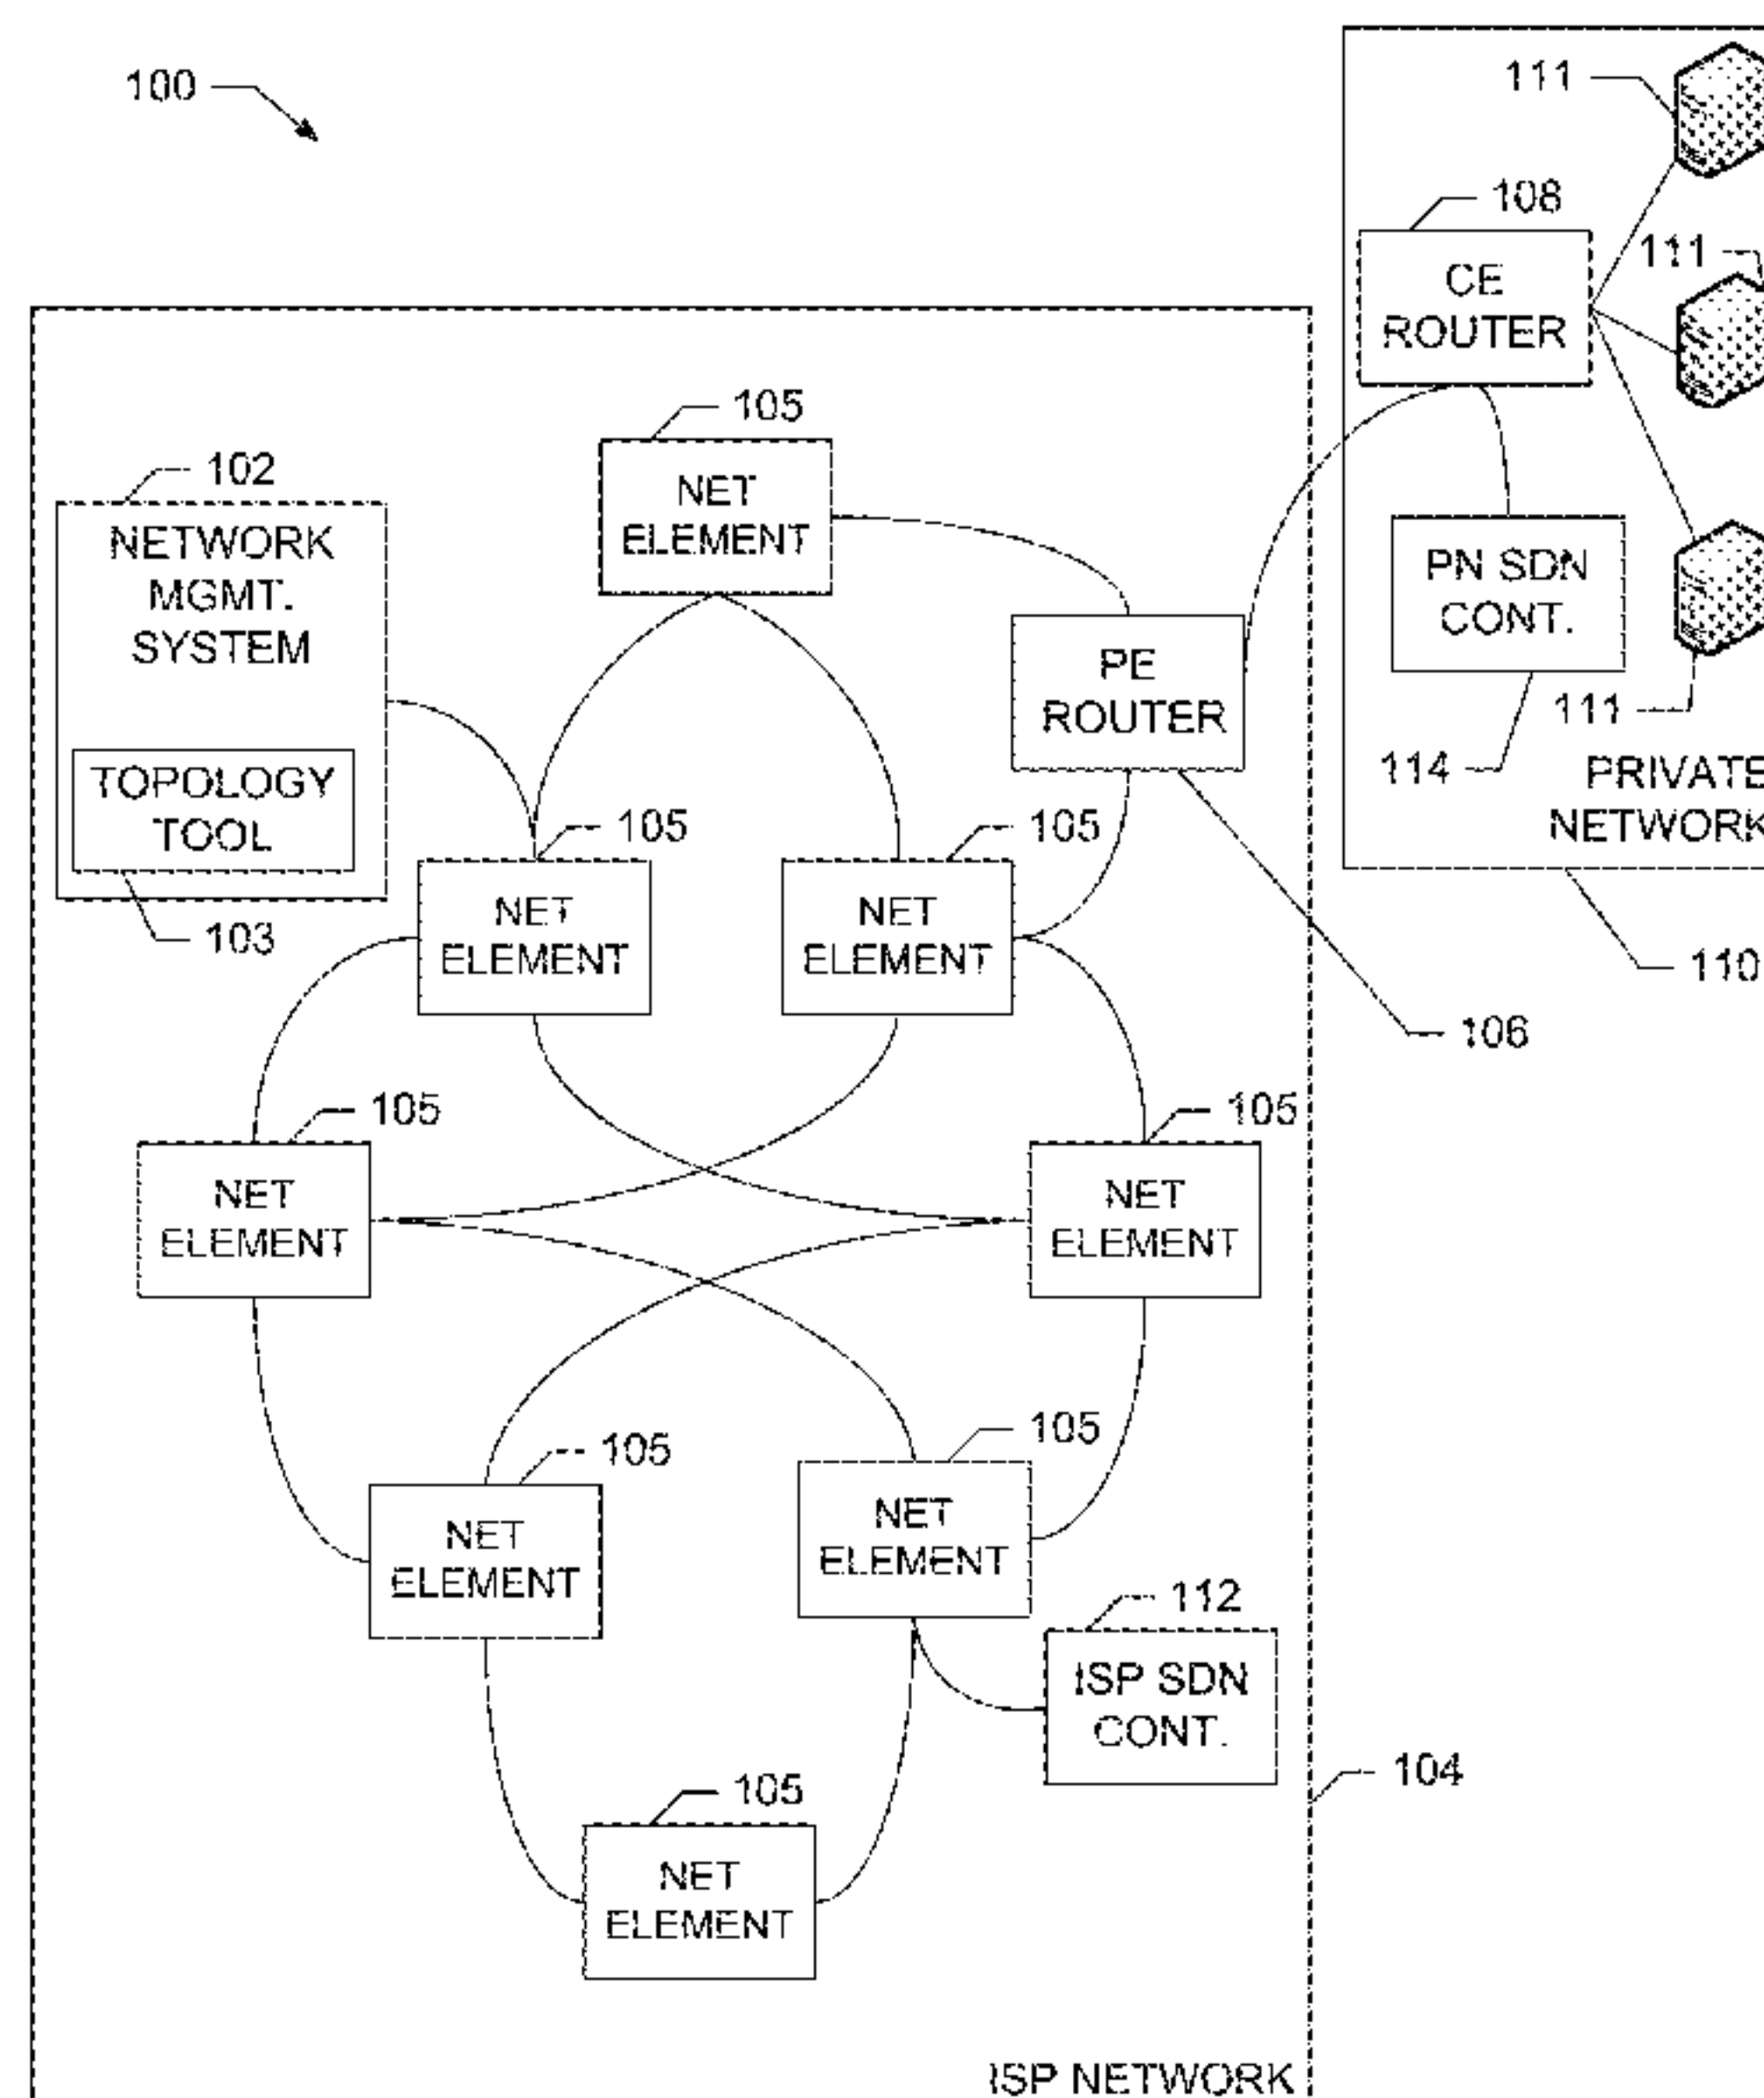 100
111
108
CE
ROUTER
111
105
NET
ELEMENT
102
NETWORK
MGMT.
SYSTEM
PN SDN
CONT.
PE
ROUTER
111
114
PRIVATE
NETWORK
TOPOLOGY
TOOL
105
105
103
NET
ELEMENT
NET
ELEMENT
110
106
105
105
NET
ELEMENT
NET
ELEMENT
105
105
NET
ELEMENT
NET
ELEMENT
112
ISP SDN
CONT.
104
105
NET
ELEMENT
ISP NETWORK